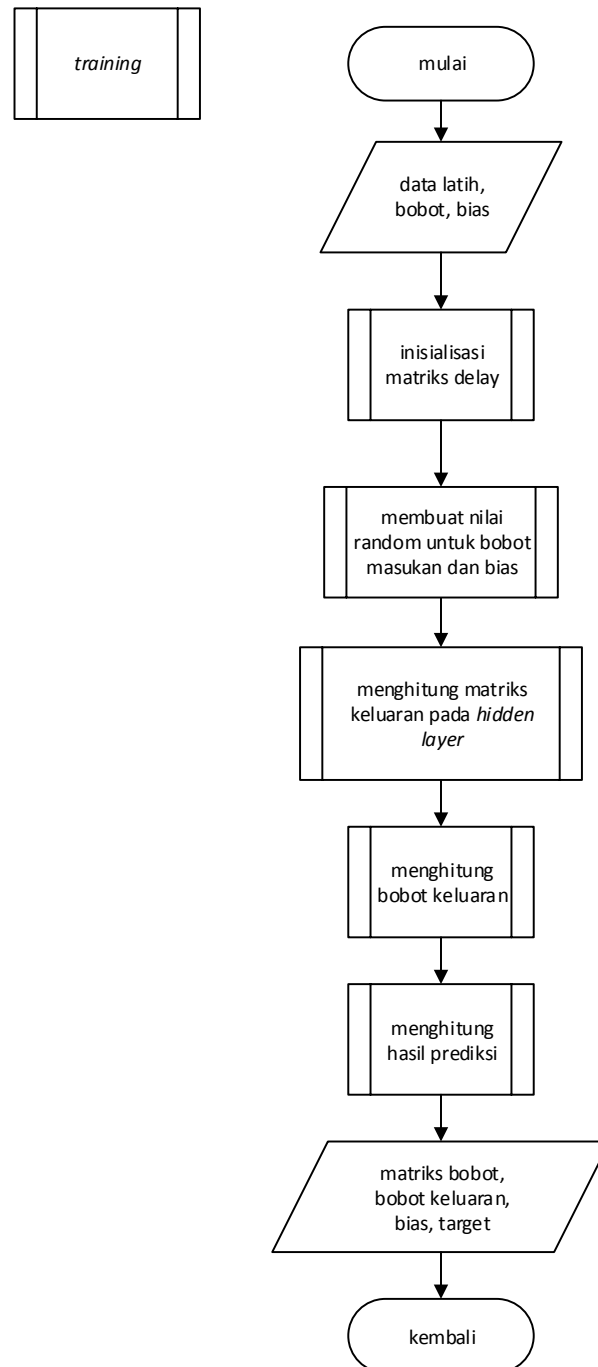 training
mulai
data latih,
bobot, bias
inisialisasi
matriks delay
membuat nilai
random untuk bobot
masukan dan bias
menghitung matriks
keluaran pada hidden
layer
menghitung
bobot keluaran
menghitung
hasil prediksi
matriks bobot,
bobot keluaran,
bias, target
kembali